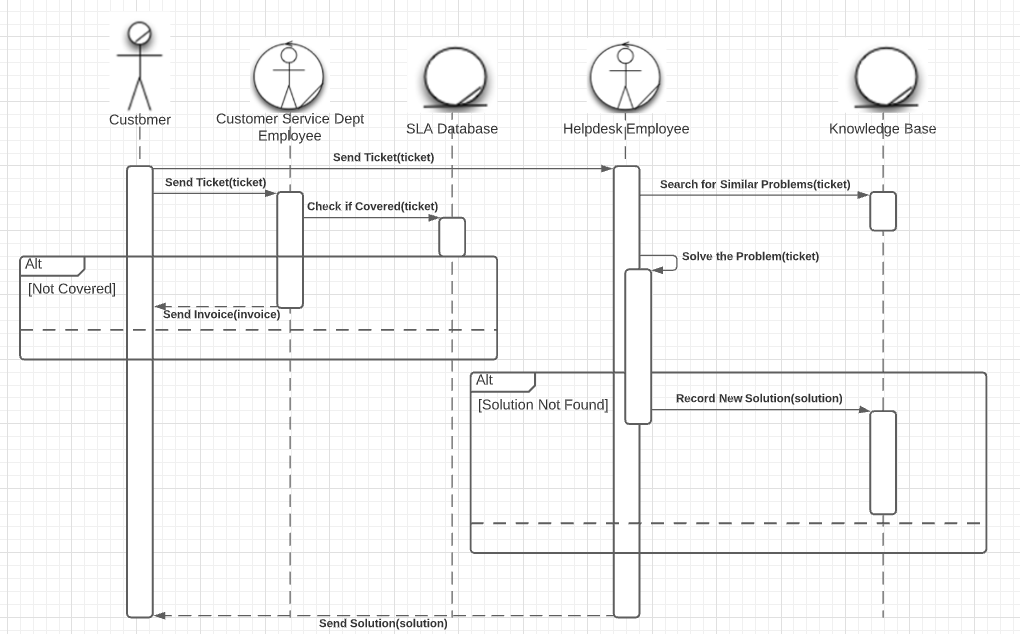 Customer
Customer Service Dept
Employee
SLA Database
Helpdesk Employee
Knowledge Base
Send Ticket(ticket)
Send Ticket(ticket)
Search for Similar Problems(ticket)
Check if Covered(ticket)
Solve the Problem(ticket)
Alt
[Not Covered]
Send Invoice(invoice)
Alt
[Solution Not Found]
Record New Solution(solution)
Send Solution(solution)